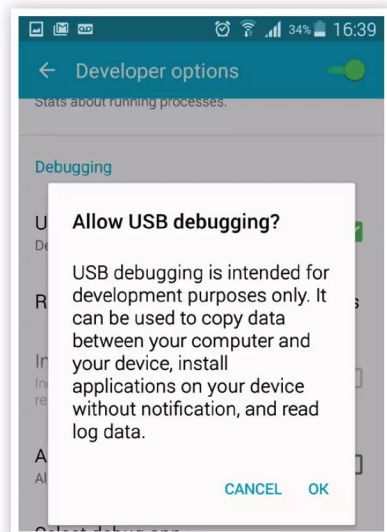 34% 16:39
Developer options
Stats about running processes.
Debugging
Allow USB debugging?
USB debugging is intended for
development purposes only. It
can be used to copy data
between your computer and
your device, install
applications on your device
without notification, and read
log data.
CANCEL OK